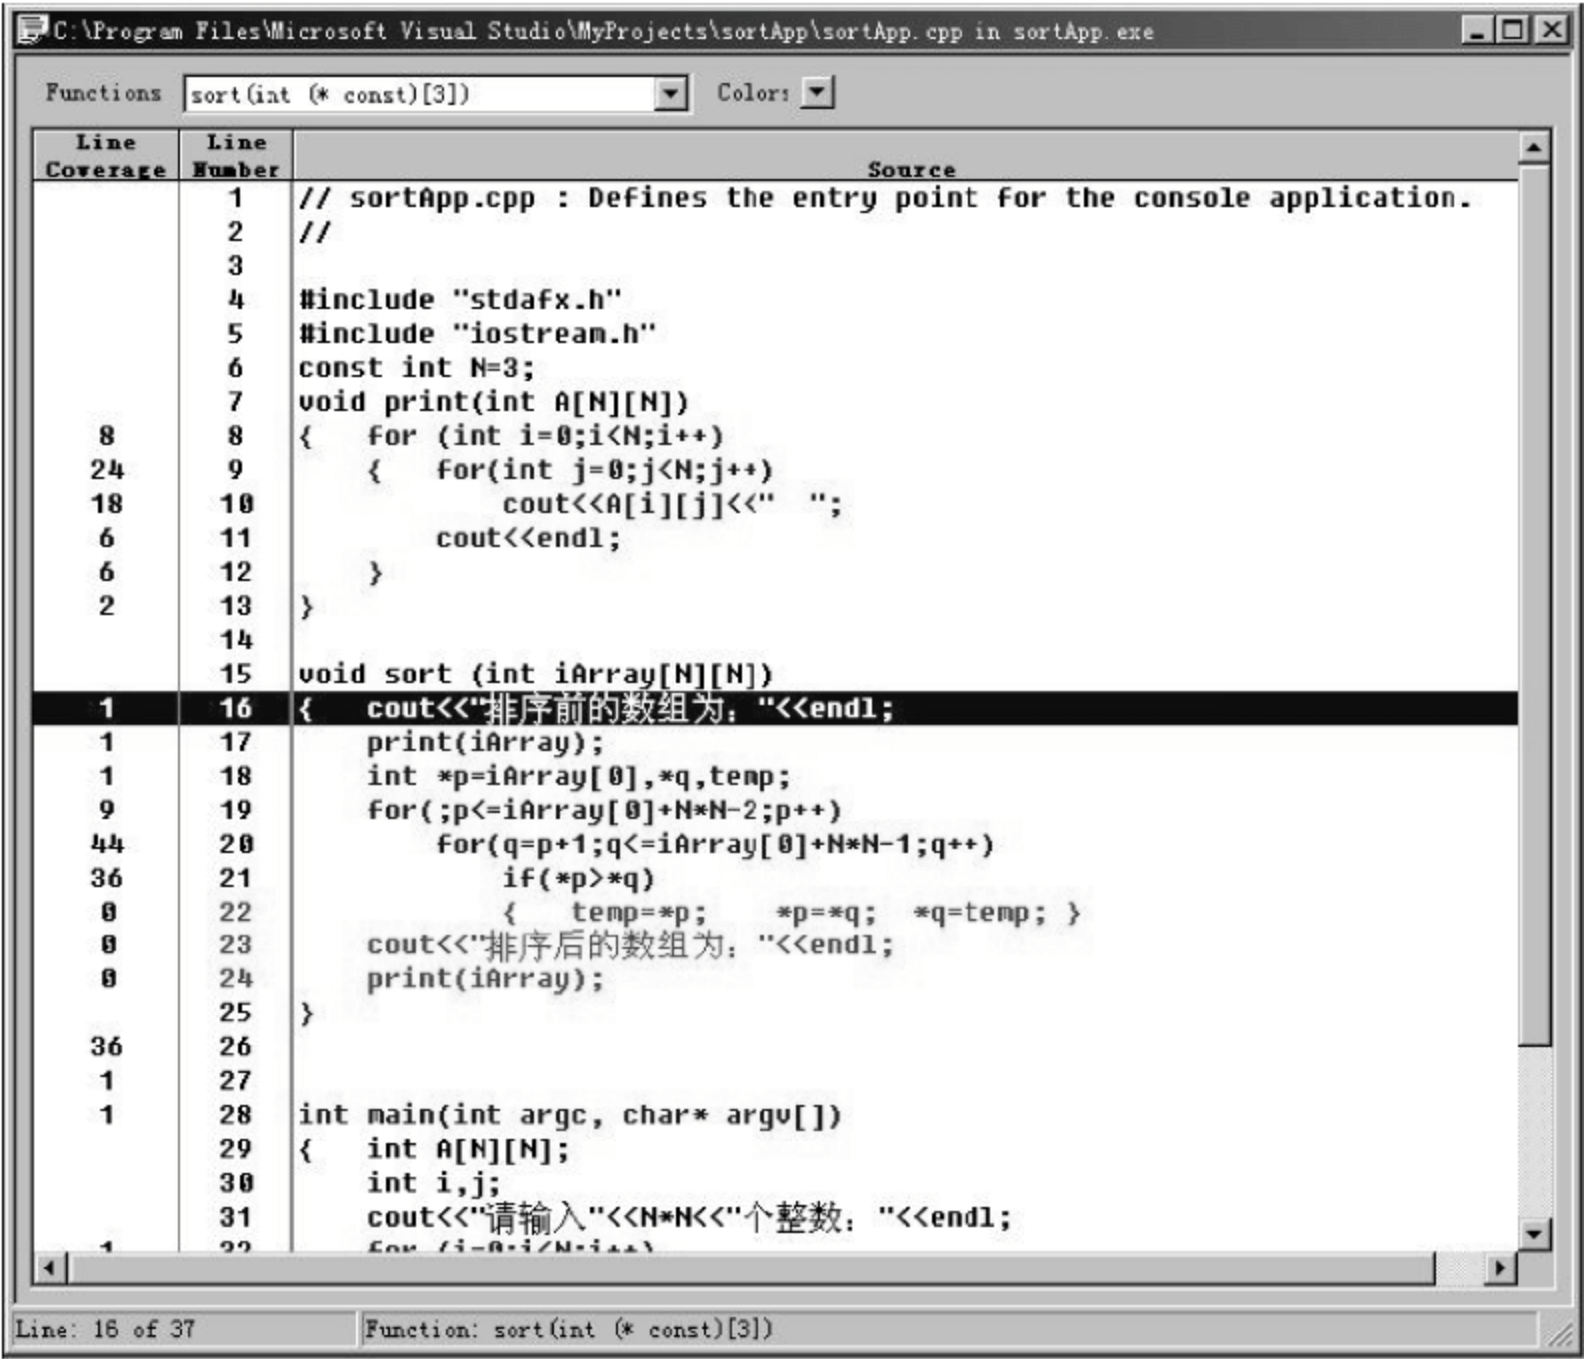 C:\Program Files\Microsoft Visual Studio\MyProjects\sortApp\sortApp.cpp in sortApp.exe
Functions sort(int (* const)[3]) Color:
Line Coverage Line Number Source
1 // sortApp.cpp : Defines the entry point for the console application.
2 //
3
4 #include "stdafx.h"
5 #include "iostream.h"
6 const int N=3;
7 void print(int A[N][N])
8 8 { for (int i=0;i<N;i++)
24 9 { for(int j=0;j<N;j++)
18 10 cout<<A[i][j]<<"  ";
6 11 cout<<endl;
6 12 }
2 13 }
14
15 void sort (int iArray[N][N])
1 16 { cout<<"排序前的数组为："<<endl;
1 17 print(iArray);
1 18 int *p=iArray[0],*q,temp;
9 19 for(;p<=iArray[0]+N*N-2;p++)
44 20 for(q=p+1;q<=iArray[0]+N*N-1;q++)
36 21 if(*p>*q)
0 22 { temp=*p; *p=*q; *q=temp; }
0 23 cout<<"排序后的数组为："<<endl;
0 24 print(iArray);
25 }
36 26
1 27
1 28 int main(int argc, char* argv[])
29 { int A[N][N];
30 int i,j;
31 cout<<"请输入"<<N*N<<"个整数："<<endl;
1 32 for (i=0;i<N;i++)
Line: 16 of 37 Function: sort(int (* const)[3])